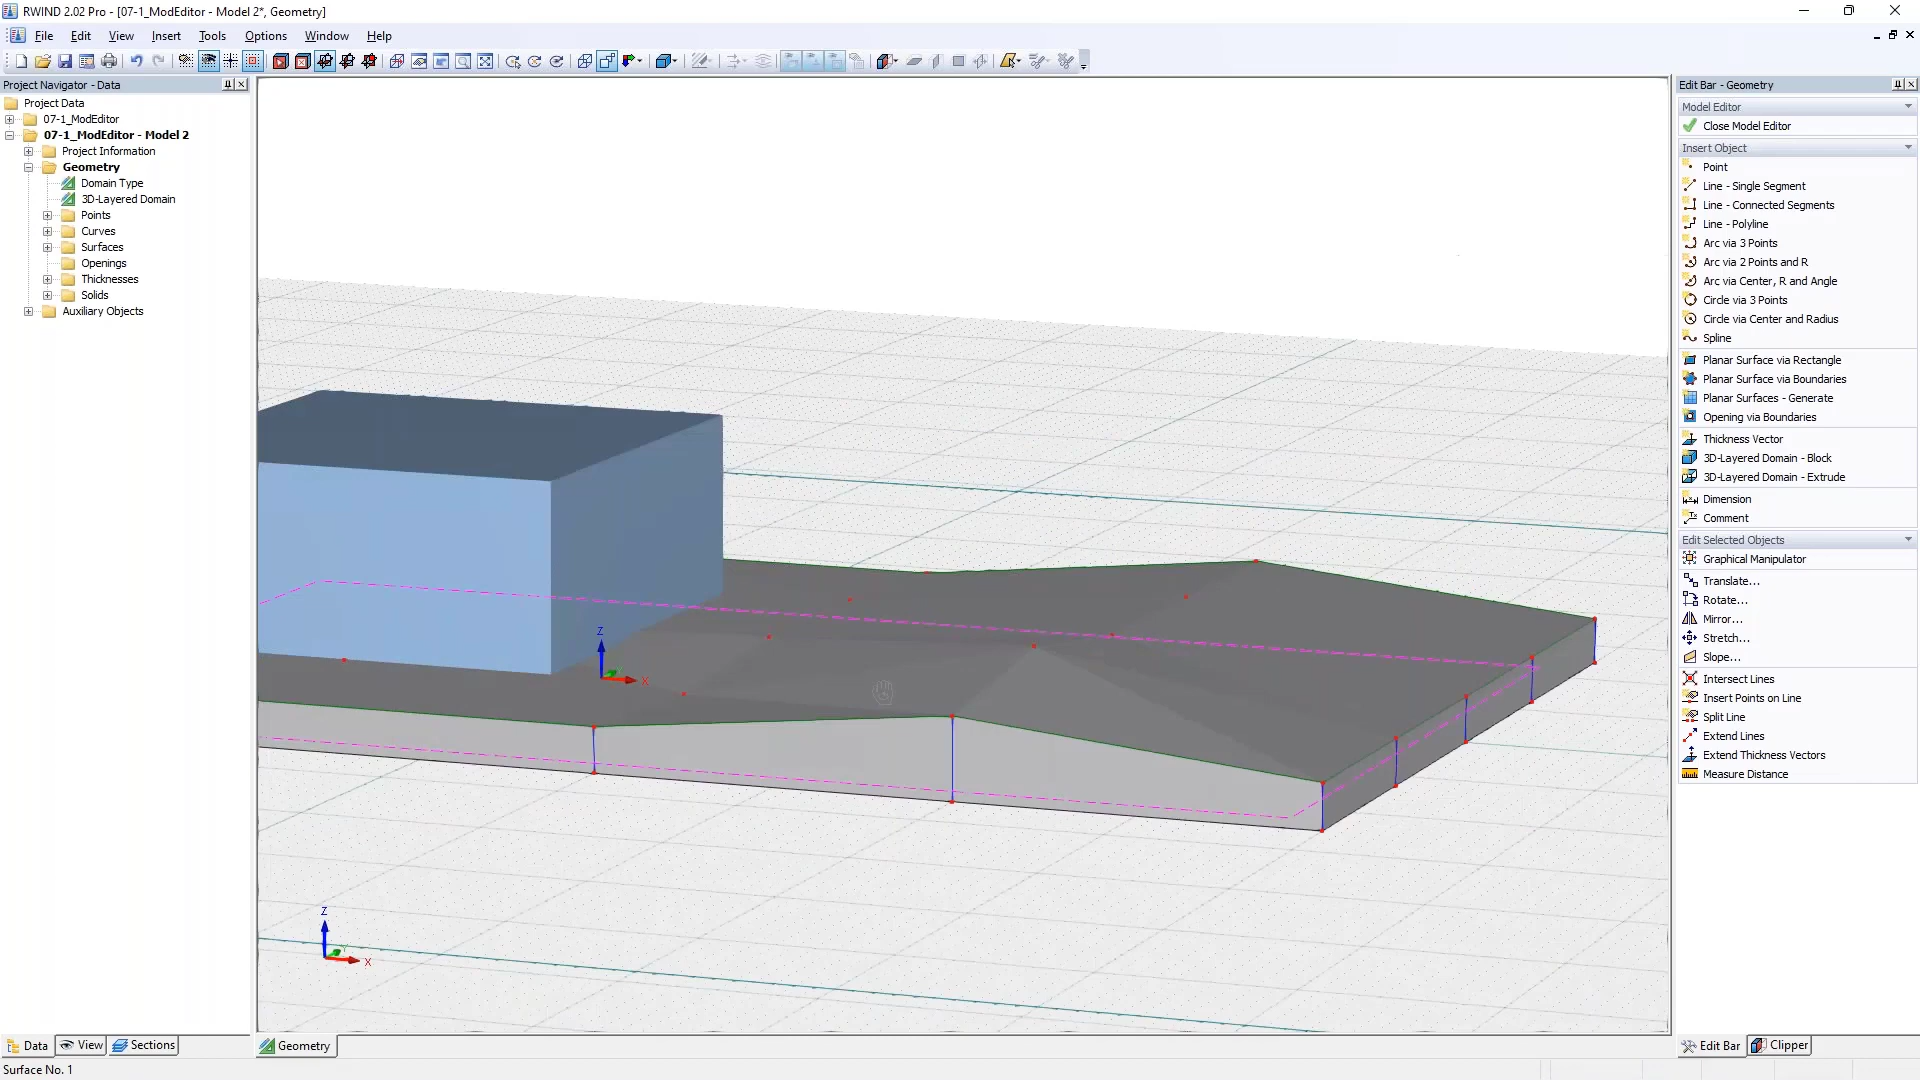 RWIND 2.02 Pro - [07-1_ModEditor - Model 2*, Geometry]
File Edit View Insert Tools Options Window Help
Project Navigator - Data
Project Data
07-1_ModEditor
07-1_ModEditor - Model 2
Project Information
Geometry
Domain Type
3D-Layered Domain
Points
Curves
Surfaces
Openings
Thicknesses
Solids
Auxiliary Objects
Z
X
Z
Y
X
Edit Bar - Geometry
Model Editor
Close Model Editor
Insert Object
Point
Line - Single Segment
Line - Connected Segments
Line - Polyline
Arc via 3 Points
Arc via 2 Points and R
Arc via Center, R and Angle
Circle via 3 Points
Circle via Center and Radius
Spline
Planar Surface via Rectangle
Planar Surface via Boundaries
Planar Surfaces - Generate
Opening via Boundaries
Thickness Vector
3D-Layered Domain - Block
3D-Layered Domain - Extrude
Dimension
Comment
Edit Selected Objects
Graphical Manipulator
Translate...
Rotate...
Mirror...
Stretch...
Slope...
Intersect Lines
Insert Points on Line
Split Line
Extend Lines
Extend Thickness Vectors
Measure Distance
Data View Sections
Geometry
Edit Bar Clipper
Surface No. 1